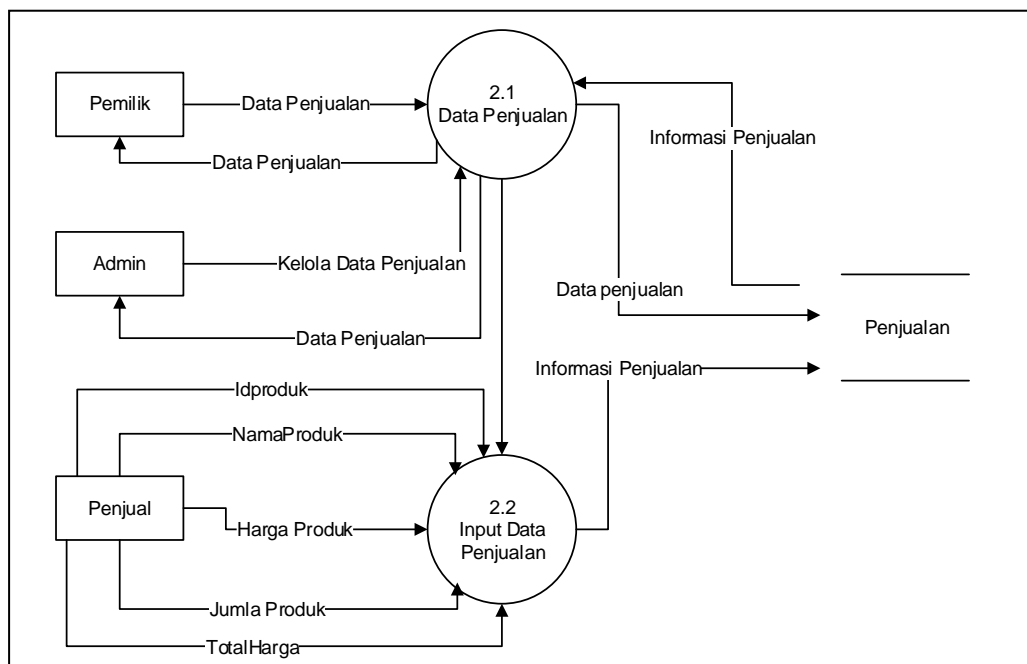 2.1
Data Penjualan
Pemilik
Data Penjualan
Informasi Penjualan
Data Penjualan
Admin
Kelola Data Penjualan
Data penjualan
Data Penjualan
Penjualan
Informasi Penjualan
Idproduk
NamaProduk
Penjual
2.2
Input Data
Penjualan
Harga Produk
Jumla Produk
TotalHarga